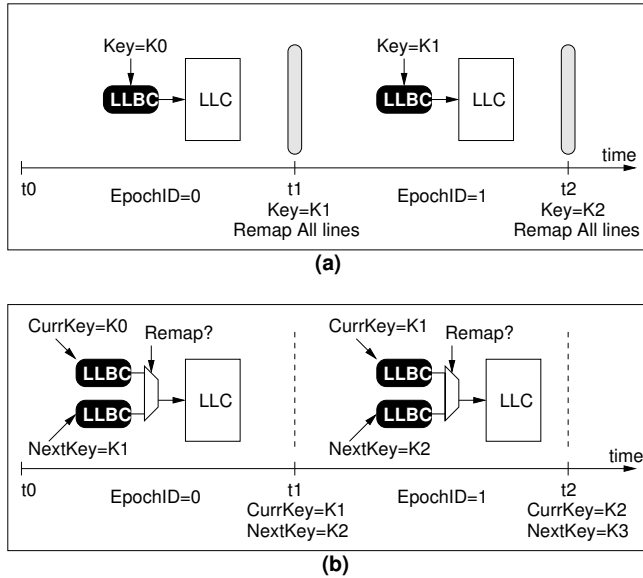 Key=K0
LLBC
LLC
Key=K1
LLBC
LLC
time
t0
EpochID=0
t1
EpochID=1
t2
Key=K1
Remap All lines
Key=K2
Remap All lines
(a)
CurrKey=K0
Remap?
LLBC
LLBC
LLC
NextKey=K1
CurrKey=K1
Remap?
LLBC
LLBC
LLC
NextKey=K2
time
t0
EpochID=0
t1
EpochID=1
t2
CurrKey=K1
NextKey=K2
CurrKey=K2
NextKey=K3
(b)